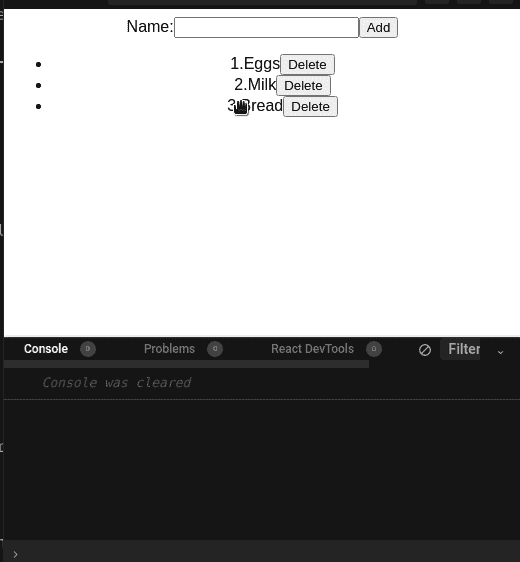 Name: Add
1.Eggs Delete
2.Milk Delete
3.Bread Delete
Console 0 Problems 0 React DevTools 0 Filter
Console was cleared